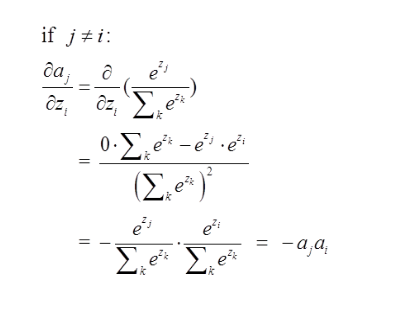 if j ≠ i:
∂a_j/∂z_i = ∂/∂z_i (e^{z_j} / ∑_k e^{z_k})
= (0·∑_k e^{z_k} − e^{z_j} · e^{z_i}) / (∑_k e^{z_k})^2
= − e^{z_j} / ∑_k e^{z_k} · e^{z_i} / ∑_k e^{z_k} = −a_j a_i